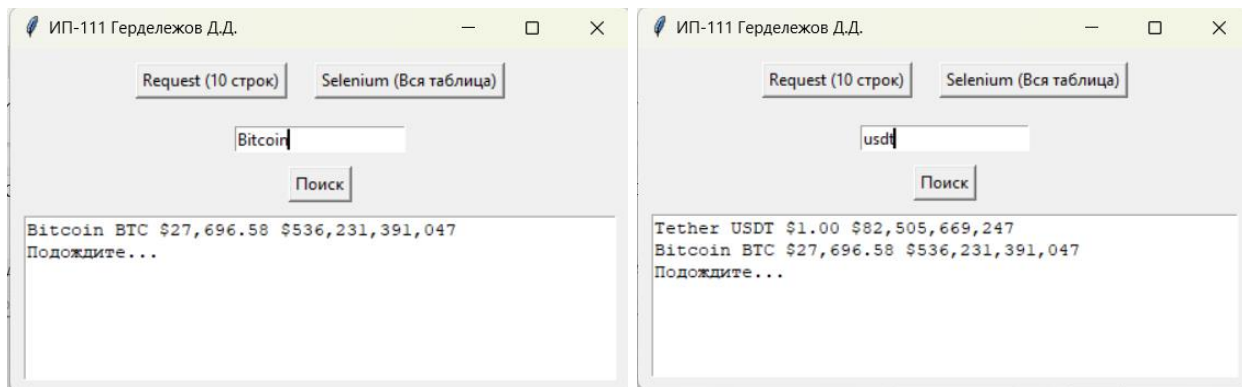 ИП-111 Гердележов Д.Д.
Request (10 строк) Selenium (Вся таблица)
Bitcoin
Поиск
Bitcoin BTC $27,696.58 $536,231,391,047
Подождите...
ИП-111 Гердележов Д.Д.
Request (10 строк) Selenium (Вся таблица)
usdt
Поиск
Tether USDT $1.00 $82,505,669,247
Bitcoin BTC $27,696.58 $536,231,391,047
Подождите...